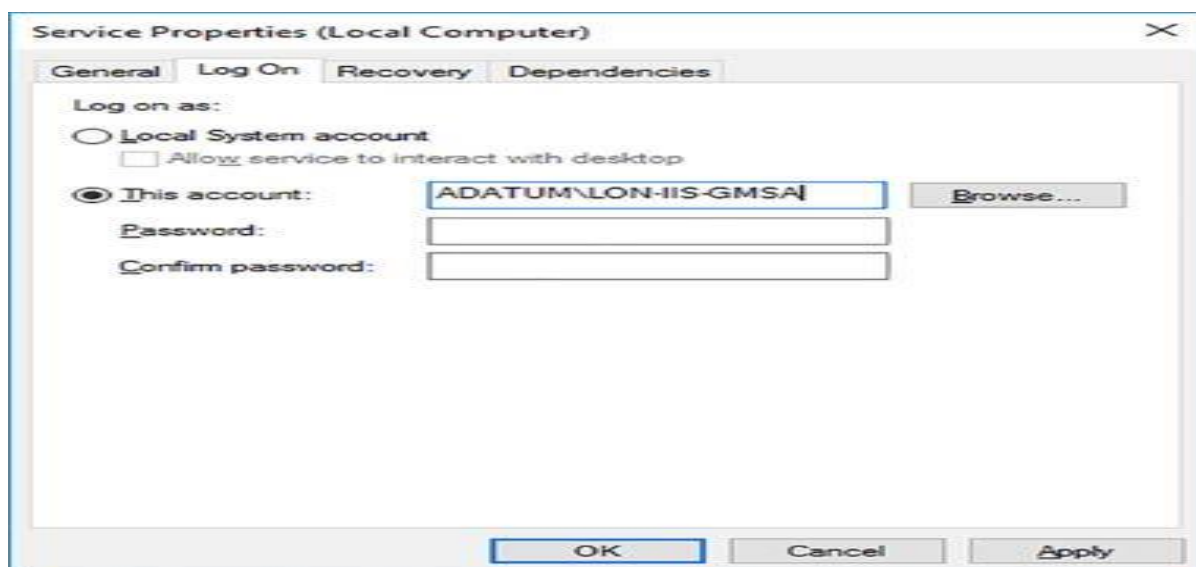 Service Properties (Local Computer)
General Log On Recovery Dependencies
Log on as:
Local System account
Allow service to interact with desktop
This account: ADATUM\LON-IIS-GMSA Browse...
Password:
Confirm password:
OK Cancel Apply